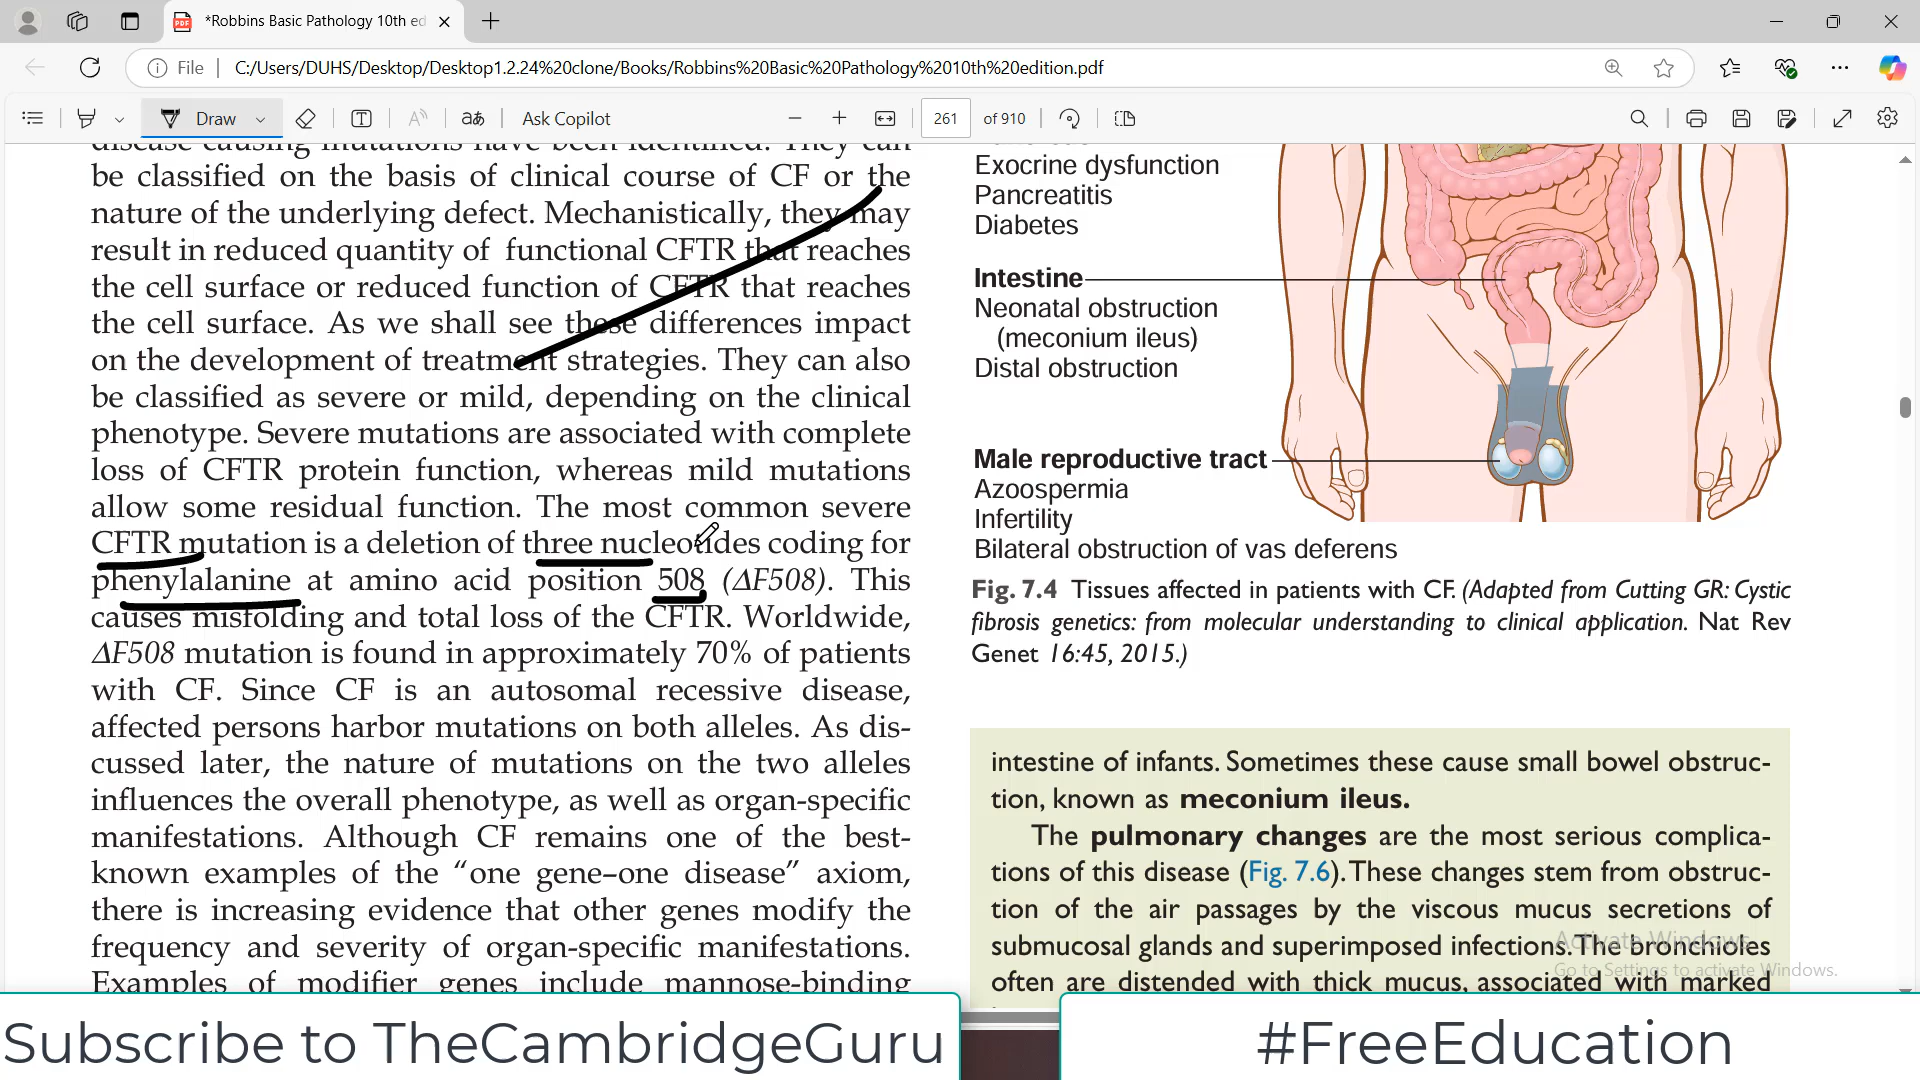 *Robbins Basic Pathology 10th ed
File
C:/Users/DUHS/Desktop/Desktop1.2.24%20clone/Books/Robbins%20Basic%20Pathology%2010th%20edition.pdf
Draw
Ask Copilot
261
of 910
disease causing mutations have been identified. They can
be classified on the basis of clinical course of CF or the
nature of the underlying defect. Mechanistically, they may
result in reduced quantity of functional CFTR that reaches
the cell surface or reduced function of CFTR that reaches
the cell surface. As we shall see these differences impact
on the development of treatment strategies. They can also
be classified as severe or mild, depending on the clinical
phenotype. Severe mutations are associated with complete
loss of CFTR protein function, whereas mild mutations
allow some residual function. The most common severe
CFTR mutation is a deletion of three nucleotides coding for
phenylalanine at amino acid position 508 (ΔF508). This
causes misfolding and total loss of the CFTR. Worldwide,
ΔF508 mutation is found in approximately 70% of patients
with CF. Since CF is an autosomal recessive disease,
affected persons harbor mutations on both alleles. As dis-
cussed later, the nature of mutations on the two alleles
influences the overall phenotype, as well as organ-specific
manifestations. Although CF remains one of the best-
known examples of the “one gene–one disease” axiom,
there is increasing evidence that other genes modify the
frequency and severity of organ-specific manifestations.
Examples of modifier genes include mannose-binding
Exocrine dysfunction
Pancreatitis
Diabetes
Intestine
Neonatal obstruction
(meconium ileus)
Distal obstruction
Male reproductive tract
Azoospermia
Infertility
Bilateral obstruction of vas deferens
Fig. 7.4 Tissues affected in patients with CF. (Adapted from Cutting GR: Cystic
fibrosis genetics: from molecular understanding to clinical application. Nat Rev
Genet 16:45, 2015.)
intestine of infants. Sometimes these cause small bowel obstruc-
tion, known as meconium ileus.
The pulmonary changes are the most serious complica-
tions of this disease (Fig. 7.6). These changes stem from obstruc-
tion of the air passages by the viscous mucus secretions of
submucosal glands and superimposed infections. The bronchioles
often are distended with thick mucus, associated with marked
Activate Windows
Go to Settings to activate Windows.
Subscribe to TheCambridgeGuru
#FreeEducation